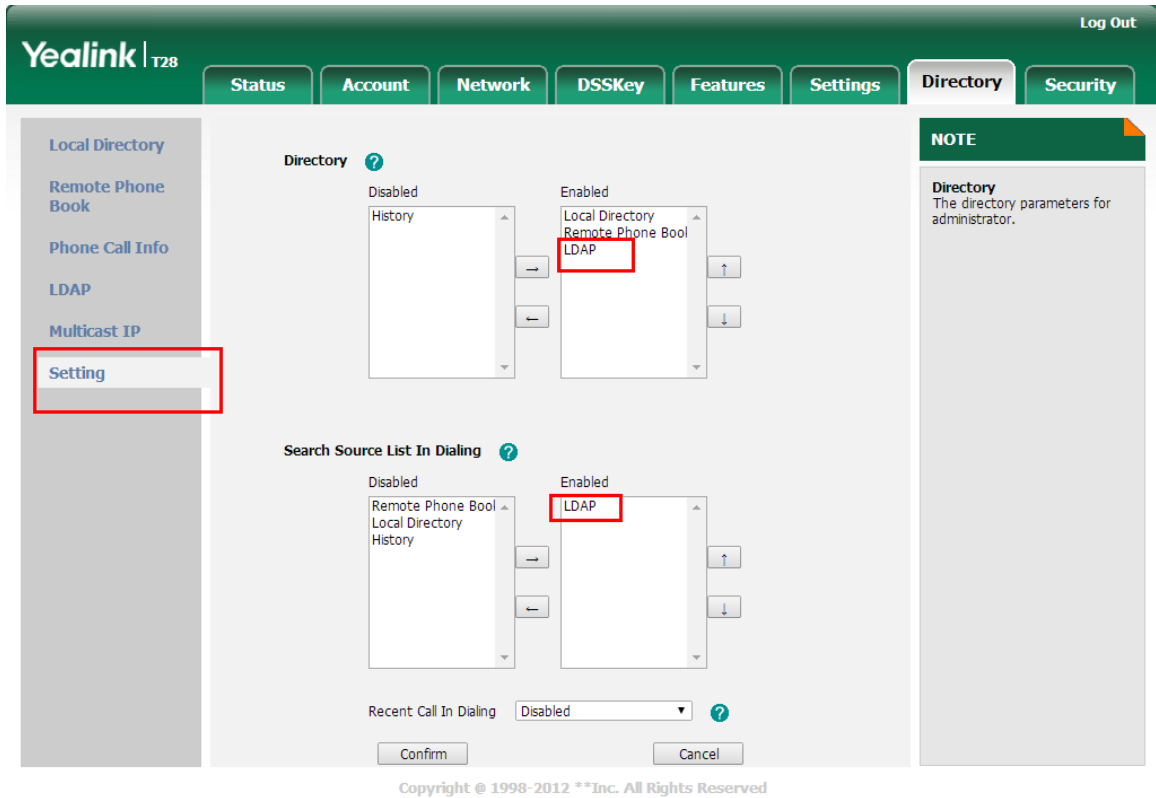 Log Out
Yealink T28
Status
Account
Network
DSSKey
Features
Settings
Directory
Security
Local Directory
Remote Phone
Book
Phone Call Info
LDAP
Multicast IP
Setting
Directory ?
Disabled
Enabled
History
Local Directory
Remote Phone Bool
LDAP
→
←
↑
↓
Search Source List In Dialing ?
Disabled
Enabled
Remote Phone Bool
Local Directory
History
LDAP
→
←
↑
↓
Recent Call In Dialing Disabled ?
Confirm
Cancel
NOTE
Directory
The directory parameters for
administrator.
Copyright @ 1998-2012 **Inc. All Rights Reserved